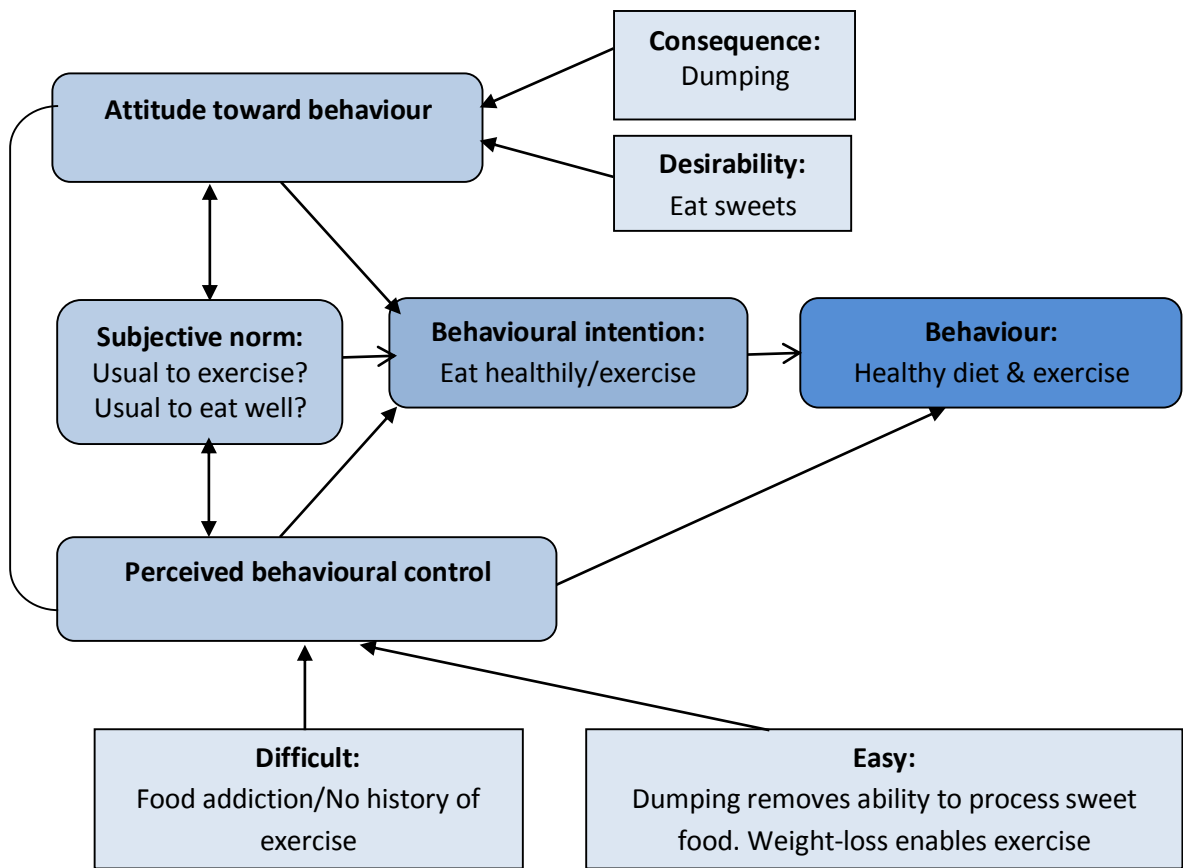 Consequence:
Dumping
Attitude toward behaviour
Desirability:
Eat sweets
Subjective norm:
Usual to exercise?
Usual to eat well?
Behavioural intention:
Eat healthily/exercise
Behaviour:
Healthy diet & exercise
Perceived behavioural control
Difficult:
Food addiction/No history of
exercise
Easy:
Dumping removes ability to process sweet
food. Weight-loss enables exercise